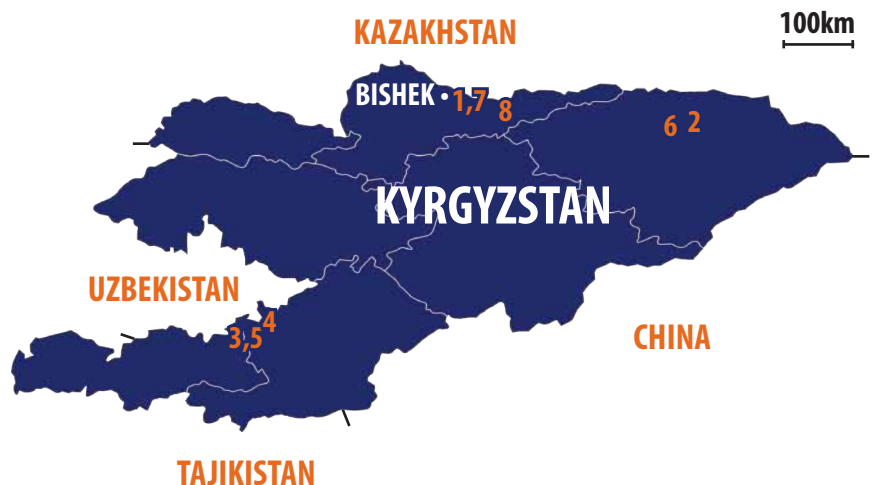 KAZAKHSTAN
100km
BISHEK • 1,7
8
6 2
KYRGYZSTAN
UZBEKISTAN
4
3,5
CHINA
TAJIKISTAN